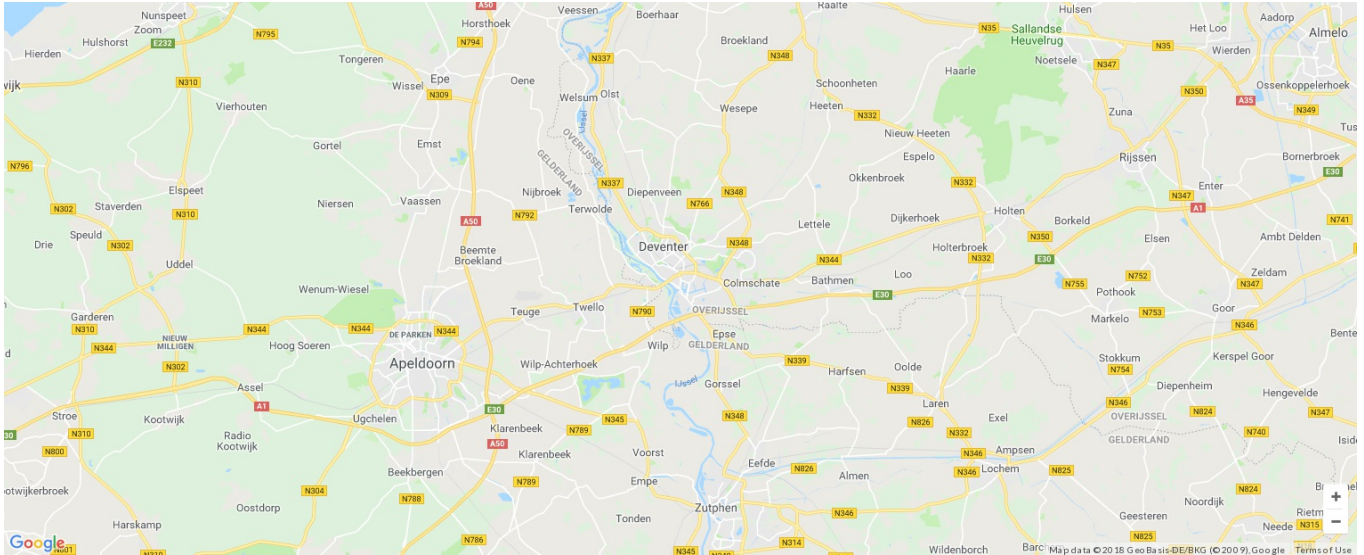 Nunspeet
Zoom
Hulshorst
Hierden
E232
N795
N310
Vierhouten
Tongeren
Wissel
Epe
N309
N794
Horsthoek
A50
Veessen
Boerhaar
N337
Oene
Welsum
Olst
IJssel
Broekland
N348
Raalte
N35
Sallandse
Heuvelrug
Hulsen
Noetsele
N347
N35
Het Loo
Wierden
Aadorp
Almelo
Ossenkoppelerhoek
A35
N349
N350
Haarle
Schoonheten
Heeten
N332
Wesepe
Nieuw Heeten
Espelo
Zuna
Rijssen
Bornerbroek
E30
Gortel
Emst
OVERIJSSEL
GELDERLAND
N796
Elspeet
N302
Staverden
N310
Niersen
Vaassen
A50
N792
Nijbroek
Terwolde
N337
Diepenveen
N766
N348
Okkenbroek
N332
Enter
N347
A1
N741
Drie
Speuld
N302
Uddel
Beemte
Broekland
Deventer
N348
Lettele
Dijkerhoek
Holten
Borkeld
N350
Elsen
Ambt Delden
Holterbroek
N332
E30
N344
Bathmen
Loo
Colmschate
E30
N755
N752
Pothook
Zeldam
N347
Wenum-Wiesel
Garderen
N310
N344
NIEUW
MILLIGEN
N302
N344
Hoog Soeren
N344
DE PARKEN
N344
Apeldoorn
Teuge
Twello
N790
OVERIJSSEL
Epse
GELDERLAND
Wilp
Wilp-Achterhoek
N339
Harfsen
Oolde
N339
Markelo
N753
Goor
N346
Stokkum
N754
Kerspel Goor
Diepenheim
Hengevelde
Stroe
N310
N800
Assel
A1
Kootwijk
Radio
Kootwijk
Ugchelen
E30
Klarenbeek
A50
IJssel
Gorssel
N345
N789
N348
Laren
N826
N332
Exel
N346
OVERIJSSEL
GELDERLAND
N824
N347
N740
Beekbergen
N788
N304
Oostdorp
Klarenbeek
N789
Voorst
Empe
Eefde
N826
Almen
N346
N346
Ampsen
Lochem
N825
N824
Noordijk
Harskamp
N310
N786
Tonden
Zutphen
N346
N345
N314
Wildenborch
Geesteren
N825
Neede
N315
+
−
Google
Map data ©2018 GeoBasis-DE/BKG (©2009), Google
Terms of Use